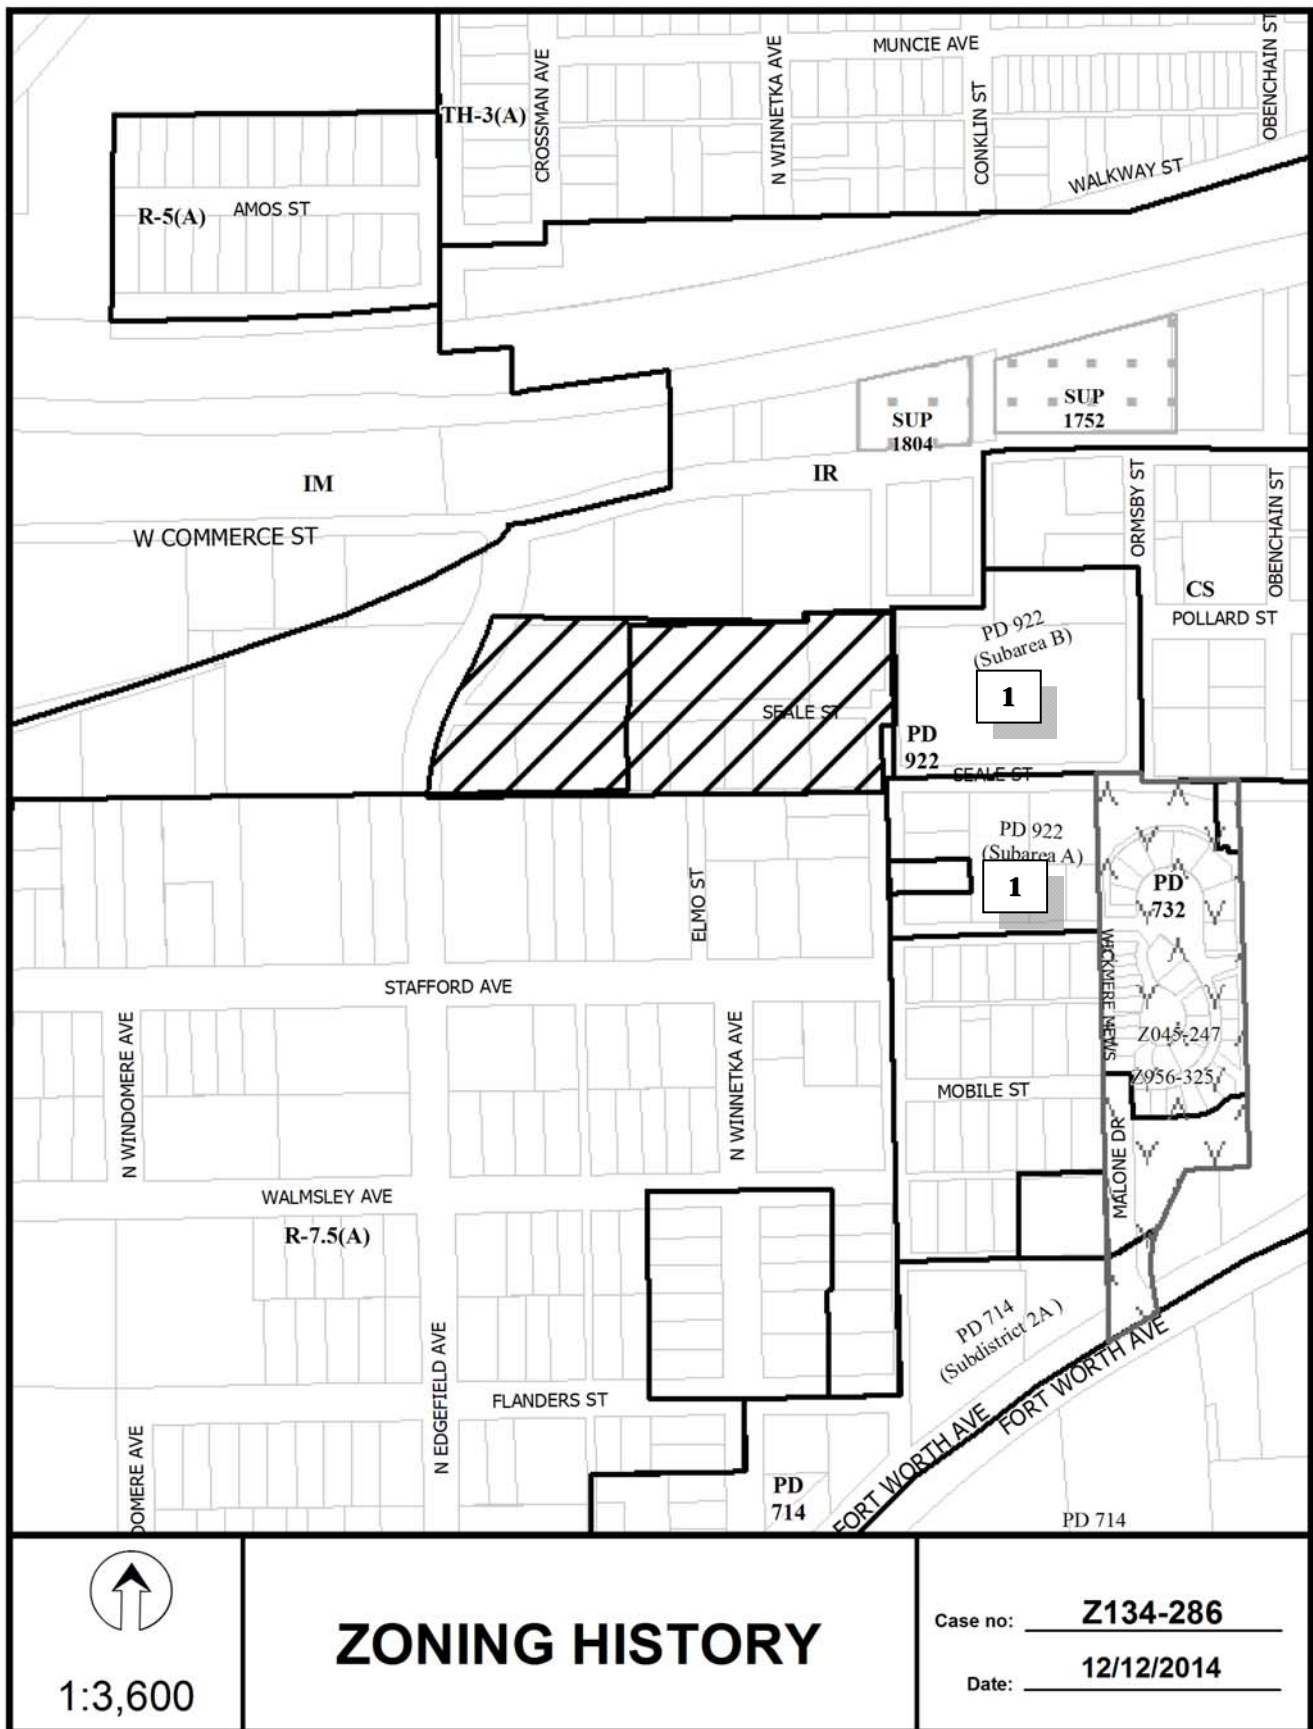 MUNCIE AVE
OBENCHAIN ST
CROSSMAN AVE
N WINNETKA AVE
CONKLIN ST
TH-3(A)
WALKWAY ST
R-5(A)
AMOS ST
SUP
1804
SUP
1752
IM
IR
W COMMERCE ST
ORMSBY ST
OBENCHAIN ST
CS
POLLARD ST
PD 922
(Subarea B)
1
SEALE ST
PD
922
SEALE ST
PD 922
(Subarea A)
1
PD
732
ELMO ST
WICKMERE MEWS
STAFFORD AVE
N WINDOMERE AVE
N WINNETKA AVE
Z045-247
Z956-325
MOBILE ST
MALONE DR
WALMSLEY AVE
R-7.5(A)
PD 714
(Subdistrict 2A )
N EDGEFIELD AVE
FORT WORTH AVE
FLANDERS ST
FORT WORTH AVE
DOMERE AVE
PD
714
PD 714
1:3,600
ZONING HISTORY
Case no: Z134-286
Date: 12/12/2014